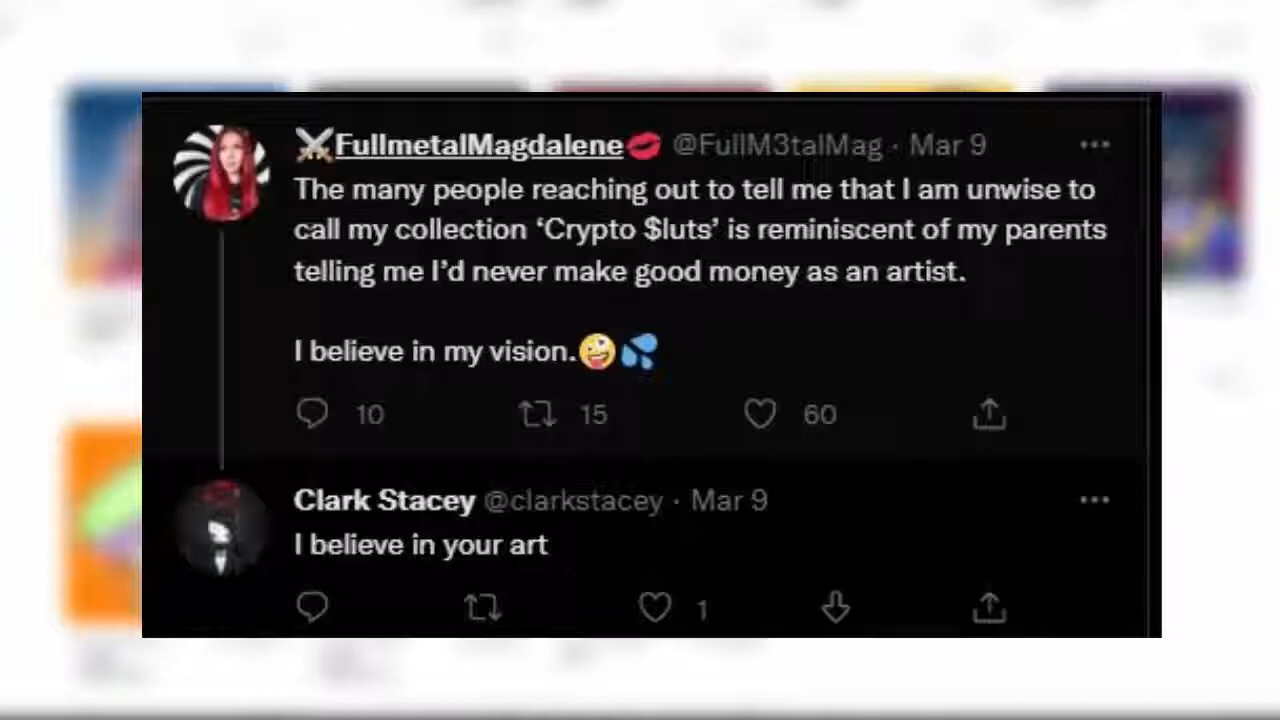 ⚔️FullmetalMagdalene💋 @FullM3talMag · Mar 9
The many people reaching out to tell me that I am unwise to
call my collection ‘Crypto $luts’ is reminiscent of my parents
telling me I’d never make good money as an artist.
I believe in my vision.🤪💦
10 15 60
Clark Stacey @clarkstacey · Mar 9
I believe in your art
1